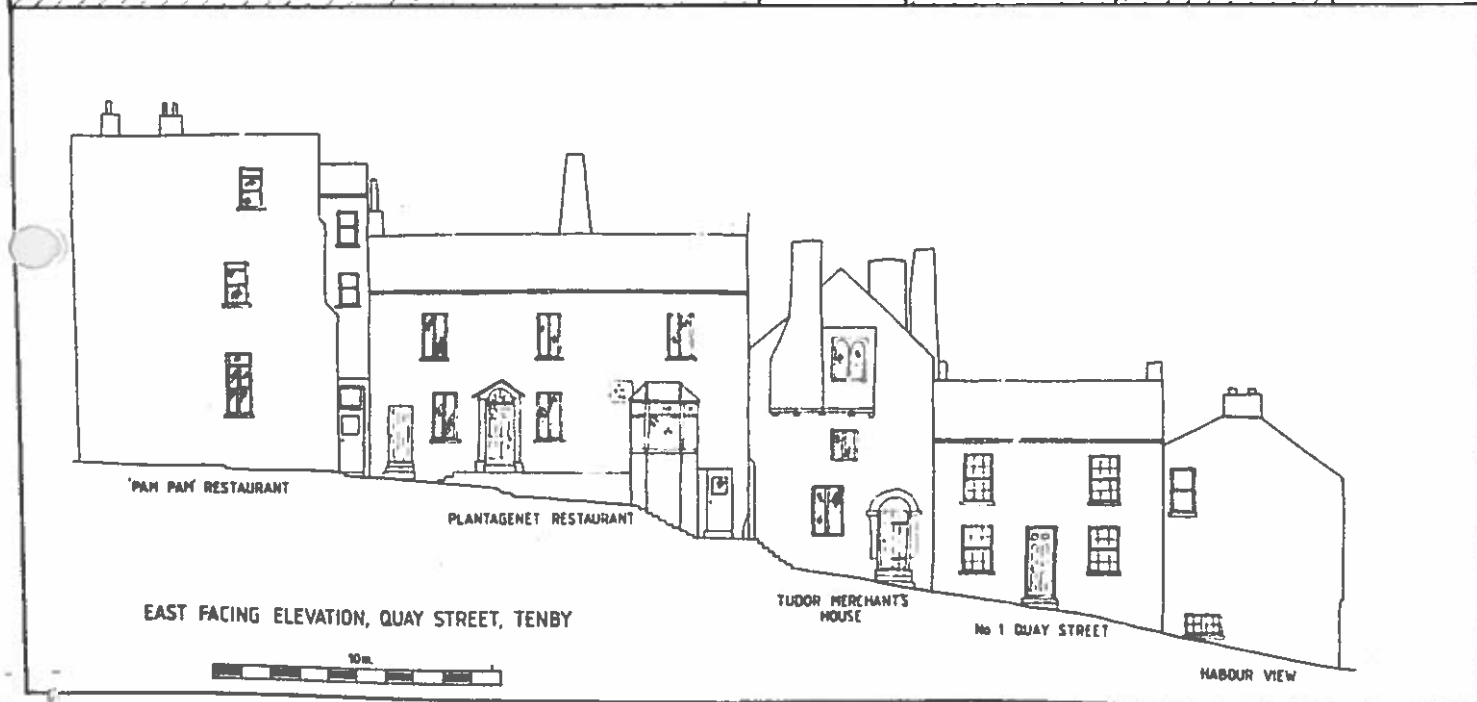 'PAM PAM' RESTAURANT
PLANTAGENET RESTAURANT
TUDOR MERCHANT'S
HOUSE
No 1 QUAY STREET
HABOUR VIEW
EAST FACING ELEVATION, QUAY STREET, TENBY
10m.